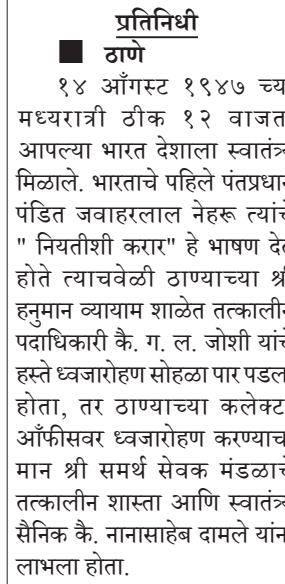 प्रतिनिधी
■ ठाणे
१४ ऑगस्ट १९४७ च्य
मध्यरात्री ठीक १२ वाजत
आपल्या भारत देशाला स्वातंत्र
मिळाले. भारताचे पहिले पंतप्रधान
पंडित जवाहरलाल नेहरू त्यांचे
" नियतीशी करार" हे भाषण देत
होते त्याचवेळी ठाण्याच्या श्री
हनुमान व्यायाम शाळेत तत्कालीन
पदाधिकारी कै. ग. ल. जोशी यांचे
हस्ते ध्वजारोहण सोहळा पार पडल
होता, तर ठाण्याच्या कलेक्ट
ऑफीसवर ध्वजारोहण करण्याच
मान श्री समर्थ सेवक मंडळाचे
तत्कालीन शास्ता आणि स्वातंत्र
सैनिक कै. नानासाहेब दामले यांन
लाभला होता.